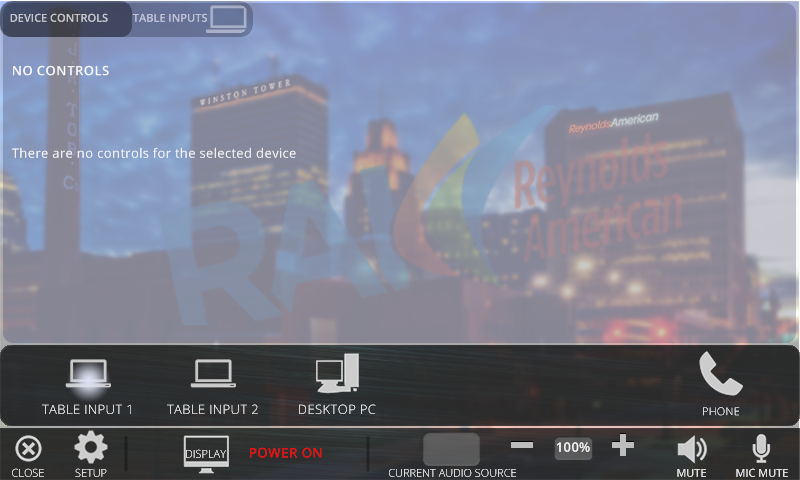 DEVICE CONTROLS
TABLE INPUTS
NO CONTROLS
There are no controls for the selected device
WINSTON TOWER
ReynoldsAmerican
RAI
Reynolds
American
TABLE INPUT 1
TABLE INPUT 2
DESKTOP PC
PHONE
CLOSE
SETUP
DISPLAY
POWER ON
CURRENT AUDIO SOURCE
100%
MUTE
MIC MUTE